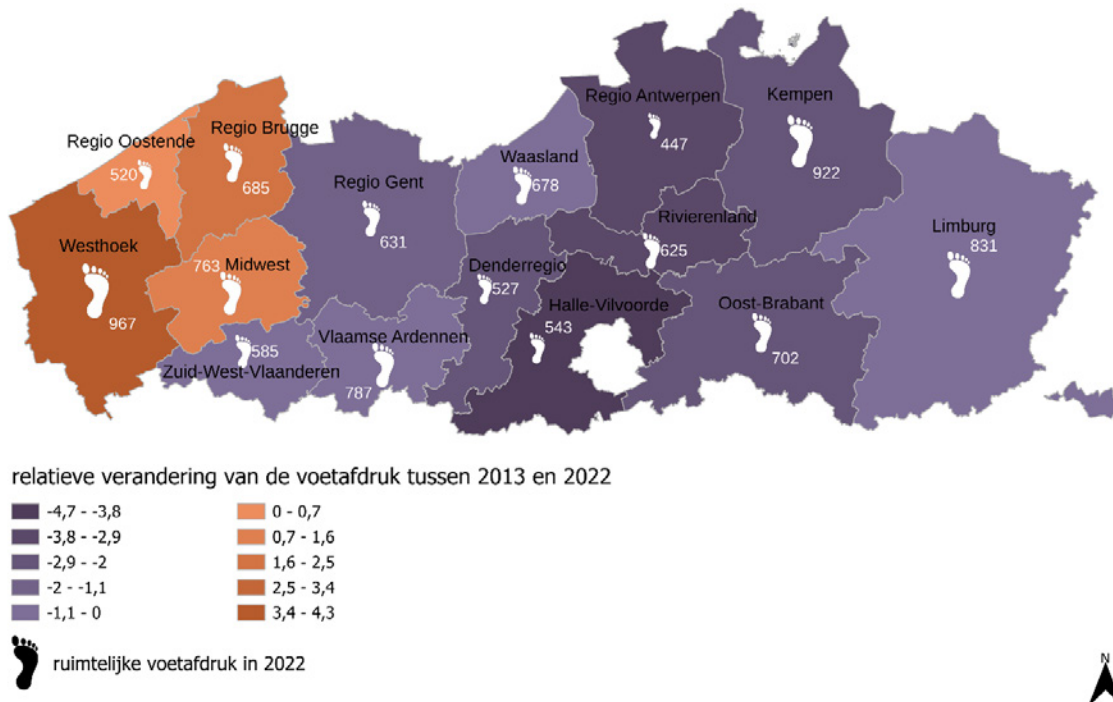 Regio Oostende
520
Regio Brugge
685
Westhoek
967
763 Midwest
585
Zuid-West-Vlaanderen
Regio Gent
631
Vlaamse Ardennen
787
Waasland
678
Denderregio
527
Regio Antwerpen
447
Rivierenland
625
Halle-Vilvoorde
543
Kempen
922
Oost-Brabant
702
Limburg
831
relatieve verandering van de voetafdruk tussen 2013 en 2022
-4,7 - -3,8
-3,8 - -2,9
-2,9 - -2
-2 - -1,1
-1,1 - 0
0 - 0,7
0,7 - 1,6
1,6 - 2,5
2,5 - 3,4
3,4 - 4,3
ruimtelijke voetafdruk in 2022
N